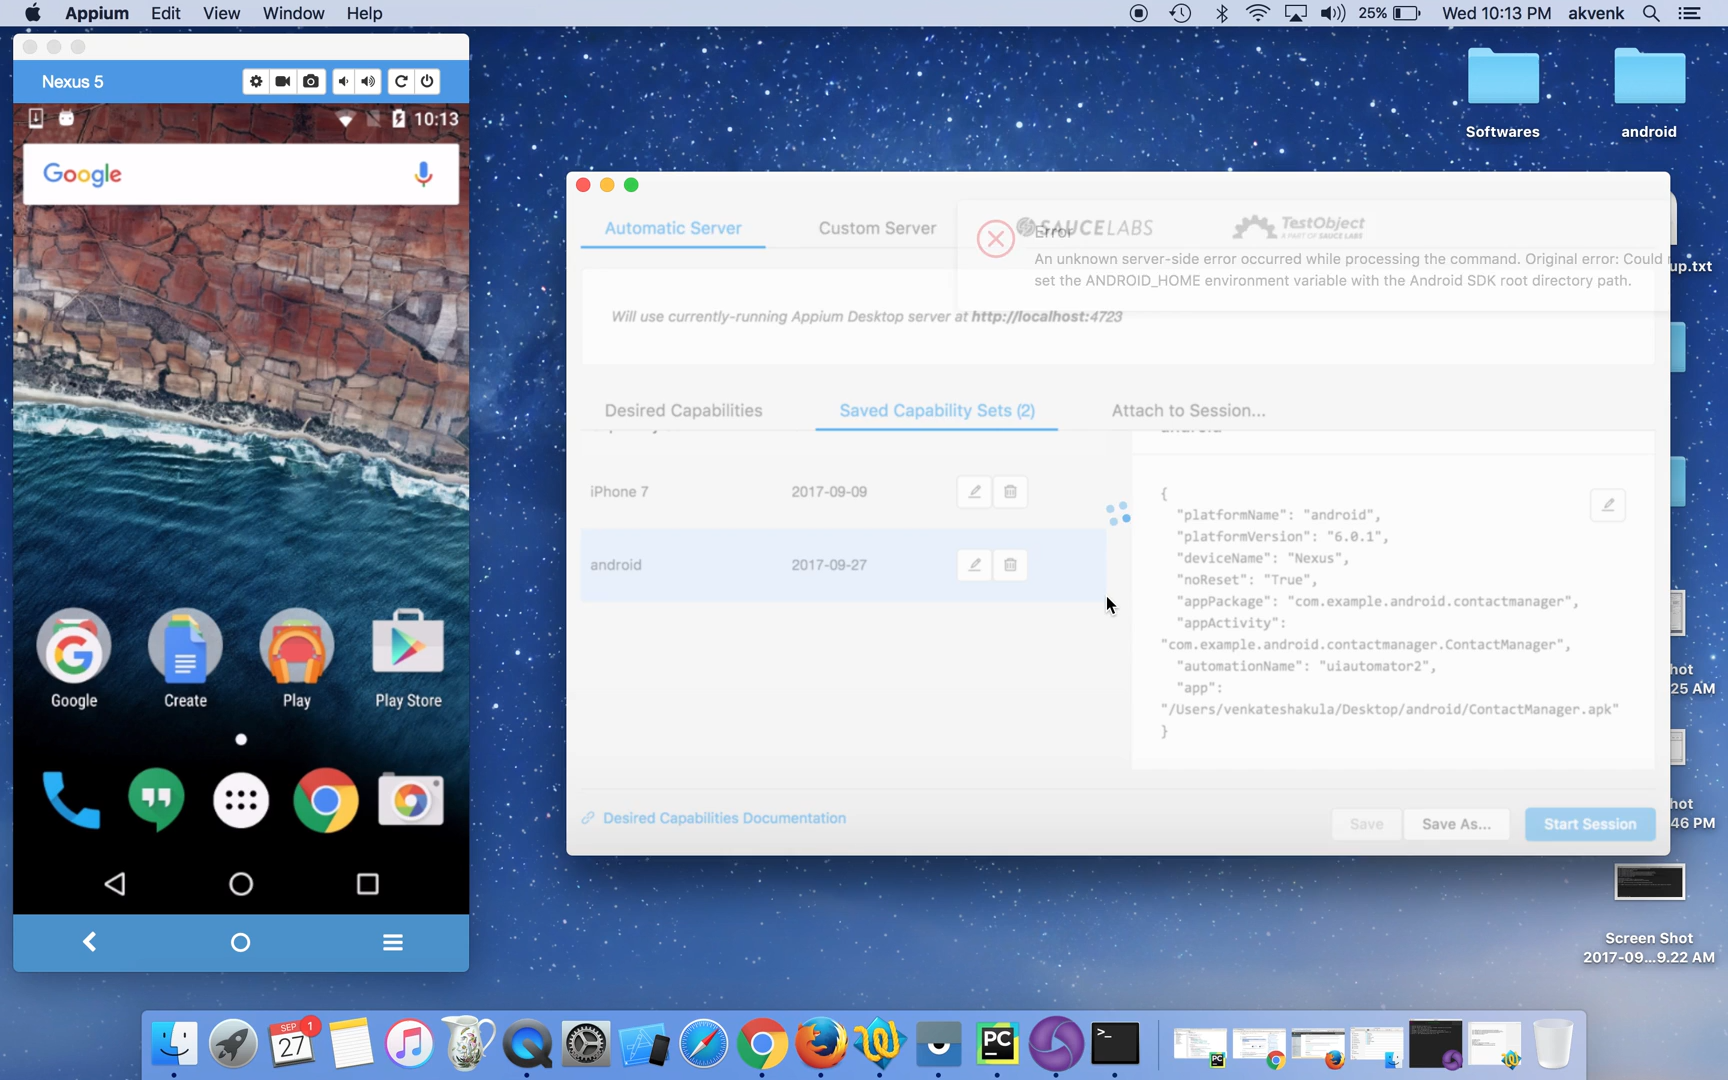 Appium Edit View Window Help
25% Wed 10:13 PM akvenk
Nexus 5
10:13
Google
Google Create Play Play Store
Softwares android
up.txt
Automatic Server Custom Server SAUCELABS TestObject
A PART OF SAUCE LABS
Error
An unknown server-side error occurred while processing the command. Original error: Could
set the ANDROID_HOME environment variable with the Android SDK root directory path.
Will use currently-running Appium Desktop server at http://localhost:4723
Desired Capabilities Saved Capability Sets (2) Attach to Session...
iPhone 7 2017-09-09
android 2017-09-27
{
"platformName": "android",
"platformVersion": "6.0.1",
"deviceName": "Nexus",
"noReset": "True",
"appPackage": "com.example.android.contactmanager",
"appActivity":
"com.example.android.contactmanager.ContactManager",
"automationName": "uiautomator2",
"app":
"/Users/venkateshakula/Desktop/android/ContactManager.apk"
}
Desired Capabilities Documentation
Save Save As... Start Session
hot
25 AM
hot
46 PM
Screen Shot
2017-09...9.22 AM
SEP 1
27
PC